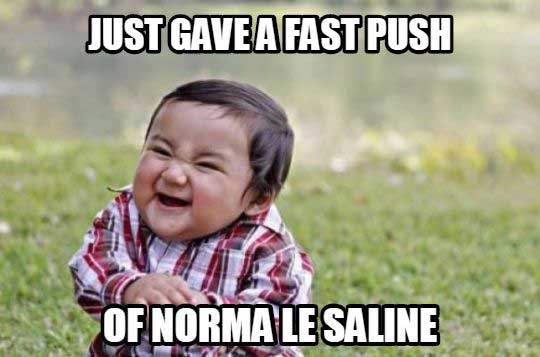 JUST GAVE A FAST PUSH
OF NORMA LE SALINE